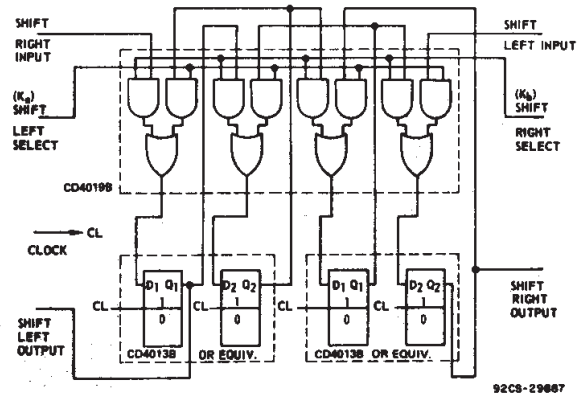 SHIFT
RIGHT
INPUT
SHIFT
LEFT INPUT
(Ka)
SHIFT
LEFT
SELECT
(Kb)
SHIFT
RIGHT
SELECT
CD4019B
CL
CLOCK
D1 Q1
1
0
D2 Q2
1
0
D1 Q1
1
0
D2 Q2
1
0
CL
CL
CL
CL
CD4013B OR EQUIV.
CD4013B OR EQUIV.
SHIFT
LEFT
OUTPUT
SHIFT
RIGHT
OUTPUT
92CS-29887